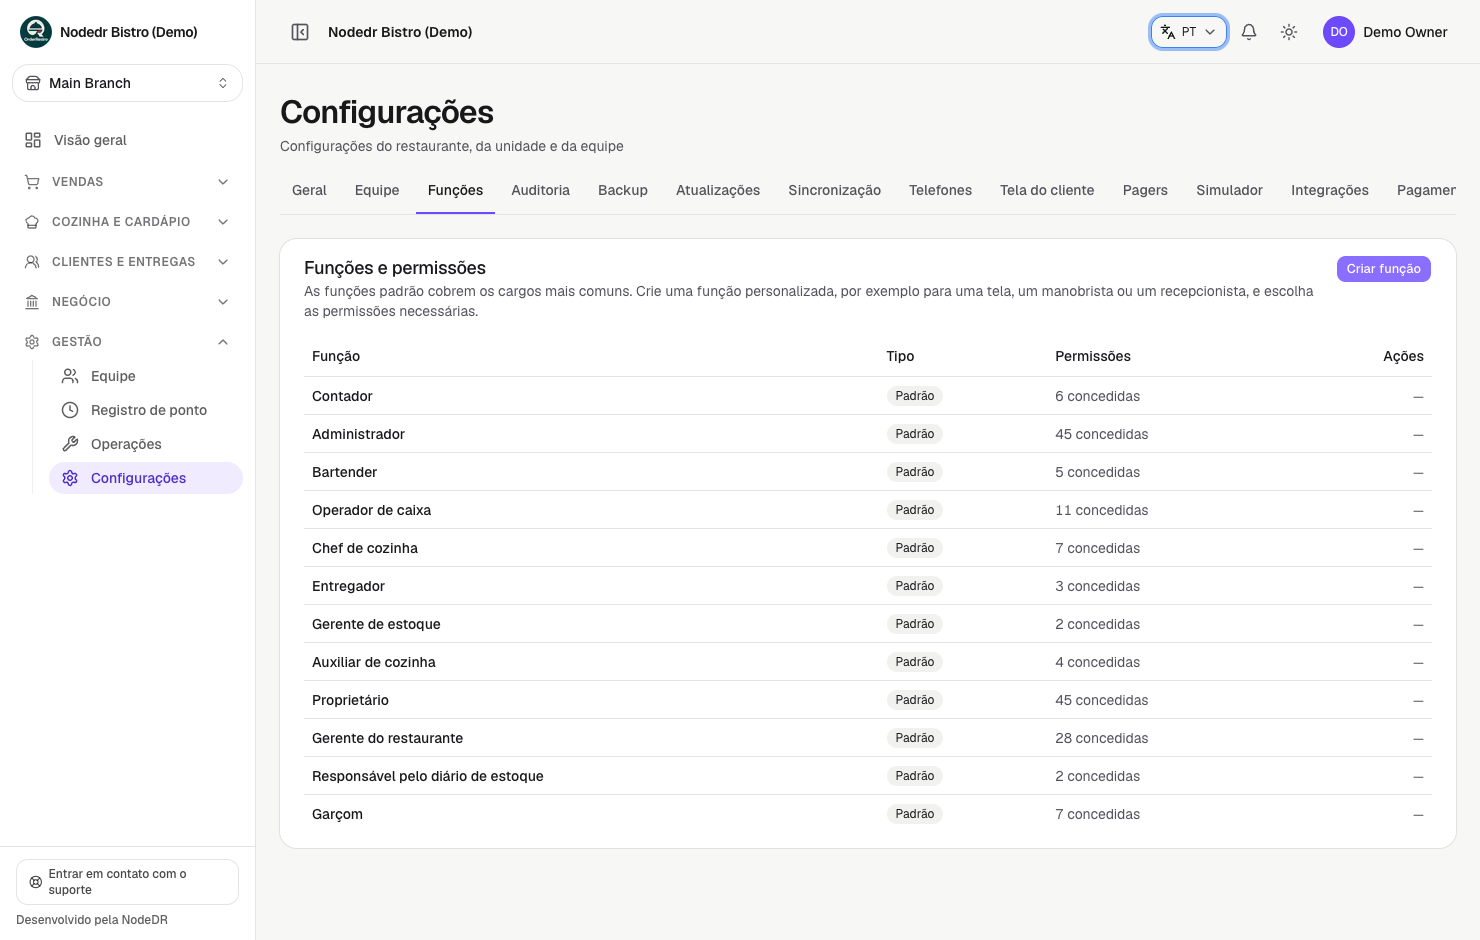 Nodedr Bistro (Demo)
Main Branch
Visão geral
VENDAS
COZINHA E CARDÁPIO
CLIENTES E ENTREGAS
NEGÓCIO
GESTÃO
Equipe
Registro de ponto
Operações
Configurações
Entrar em contato com o
suporte
Desenvolvido pela NodeDR
Nodedr Bistro (Demo)
PT
DO
Demo Owner
Configurações
Configurações do restaurante, da unidade e da equipe
Geral Equipe Funções Auditoria Backup Atualizações Sincronização Telefones Tela do cliente Pagers Simulador Integrações Pagamen
Funções e permissões
Criar função
As funções padrão cobrem os cargos mais comuns. Crie uma função personalizada, por exemplo para uma tela, um manobrista ou um recepcionista, e escolha
as permissões necessárias.
Função Tipo Permissões Ações
Contador Padrão 6 concedidas —
Administrador Padrão 45 concedidas —
Bartender Padrão 5 concedidas —
Operador de caixa Padrão 11 concedidas —
Chef de cozinha Padrão 7 concedidas —
Entregador Padrão 3 concedidas —
Gerente de estoque Padrão 2 concedidas —
Auxiliar de cozinha Padrão 4 concedidas —
Proprietário Padrão 45 concedidas —
Gerente do restaurante Padrão 28 concedidas —
Responsável pelo diário de estoque Padrão 2 concedidas —
Garçom Padrão 7 concedidas —